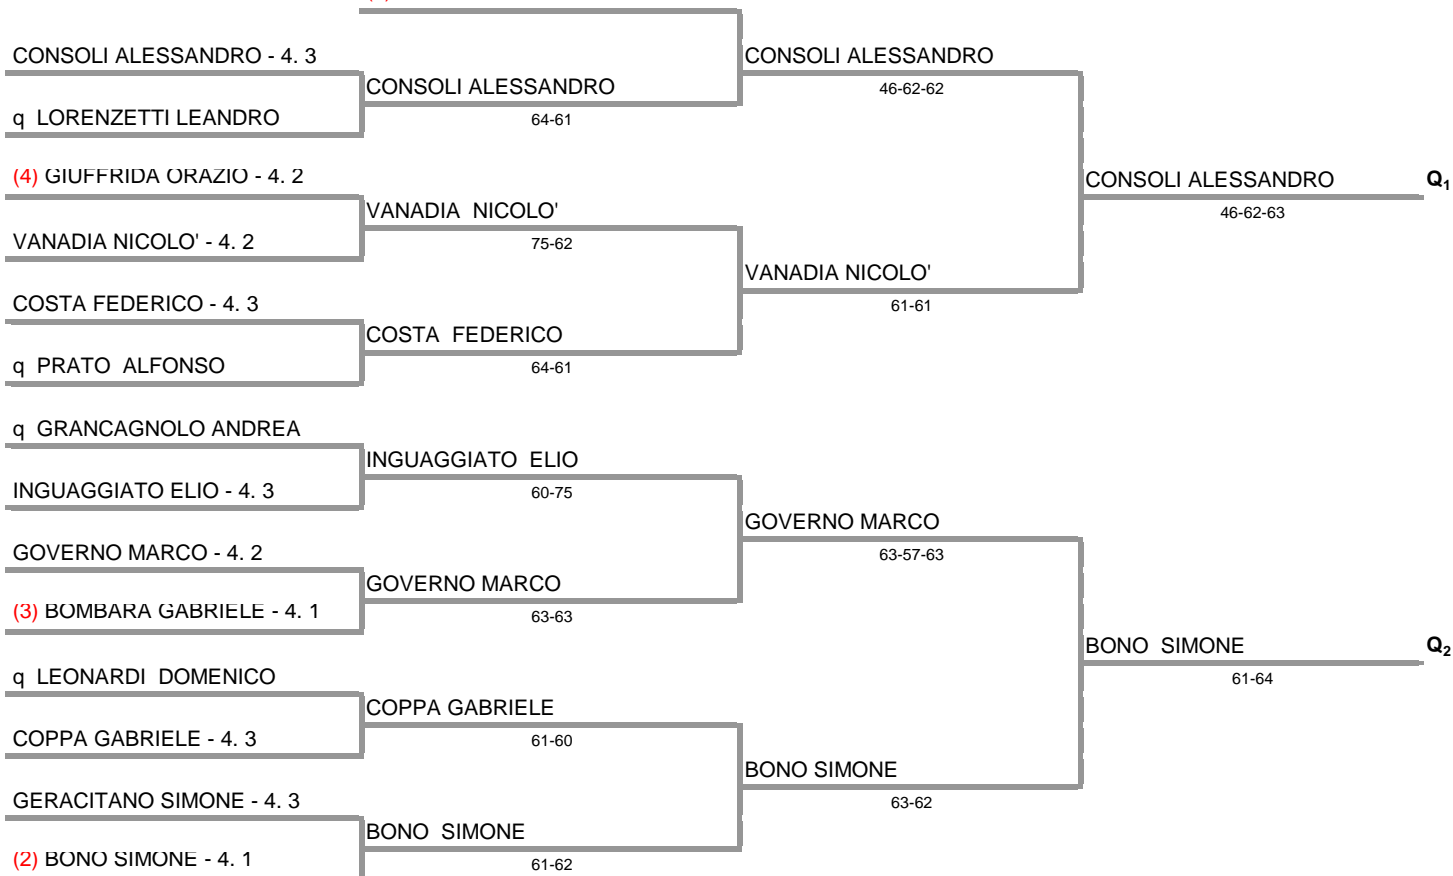 CONSOLI ALESSANDRO - 4. 3
CONSOLI ALESSANDRO
46-62-62
CONSOLI ALESSANDRO
64-61
q LORENZETTI LEANDRO
(4) GIUFFRIDA ORAZIO - 4. 2
CONSOLI ALESSANDRO Q1
46-62-63
VANADIA NICOLO'
75-62
VANADIA NICOLO' - 4. 2
VANADIA NICOLO'
61-61
COSTA FEDERICO - 4. 3
COSTA FEDERICO
64-61
q PRATO ALFONSO
q GRANCAGNOLO ANDREA
INGUAGGIATO ELIO
60-75
INGUAGGIATO ELIO - 4. 3
GOVERNO MARCO
63-57-63
GOVERNO MARCO - 4. 2
GOVERNO MARCO
63-63
(3) BOMBARA GABRIELE - 4. 1
BONO SIMONE Q2
61-64
q LEONARDI DOMENICO
COPPA GABRIELE
61-60
COPPA GABRIELE - 4. 3
BONO SIMONE
63-62
GERACITANO SIMONE - 4. 3
BONO SIMONE
61-62
(2) BONO SIMONE - 4. 1